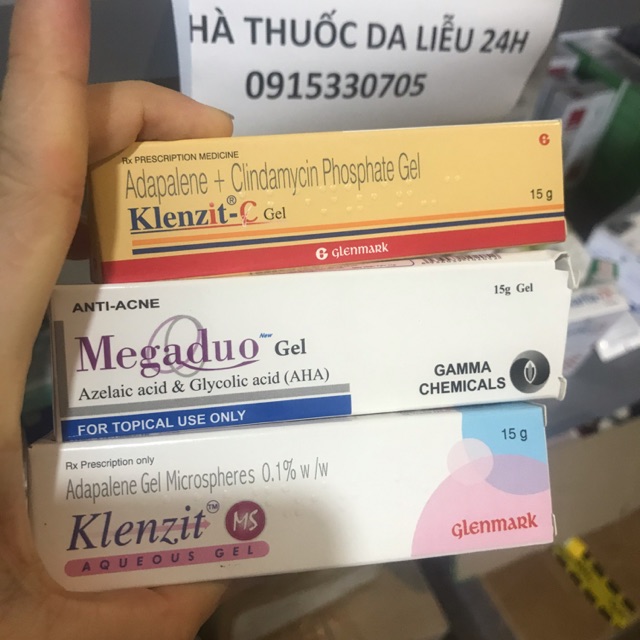 HÀ THUỐC DA LIỄU 24H
0915330705
Rx PRESCRIPTION MEDICINE
Adapalene + Clindamycin Phosphate Gel
Klenzit®-C Gel
15 g
G Glenmark
ANTI-ACNE
15g Gel
Megaduo New Gel
Azelaic acid & Glycolic acid (AHA)
GAMMA
CHEMICALS
FOR TOPICAL USE ONLY
Rx Prescription only
15 g
Adapalene Gel Microspheres 0.1% w/w
Klenzit™ MS
AQUEOUS GEL
Glenmark